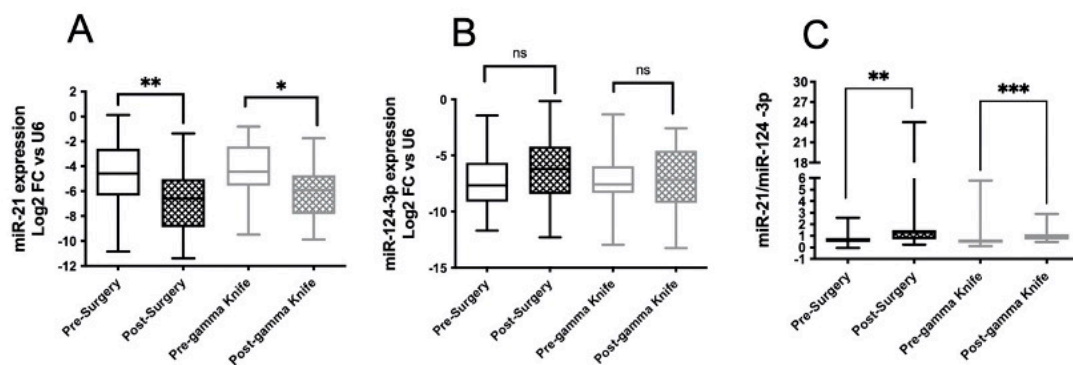 A
miR-21 expression
Log2 FC vs U6
**
*
2
0
-2
-4
-6
-8
-10
-12
Pre-Surgery
Post-Surgery
Pre-gamma Knife
Post-gamma Knife
B
miR-124-3p expression
Log2 FC vs U6
ns
ns
0
-5
-10
-15
Pre-Surgery
Post-Surgery
Pre-gamma Knife
Post-gamma Knife
C
miR-21/miR-124 -3p
**
***
30
27
24
21
18
15
6
5
4
3
2
1
0
-1
Pre-Surgery
Post-Surgery
Pre-gamma Knife
Post-gamma Knife